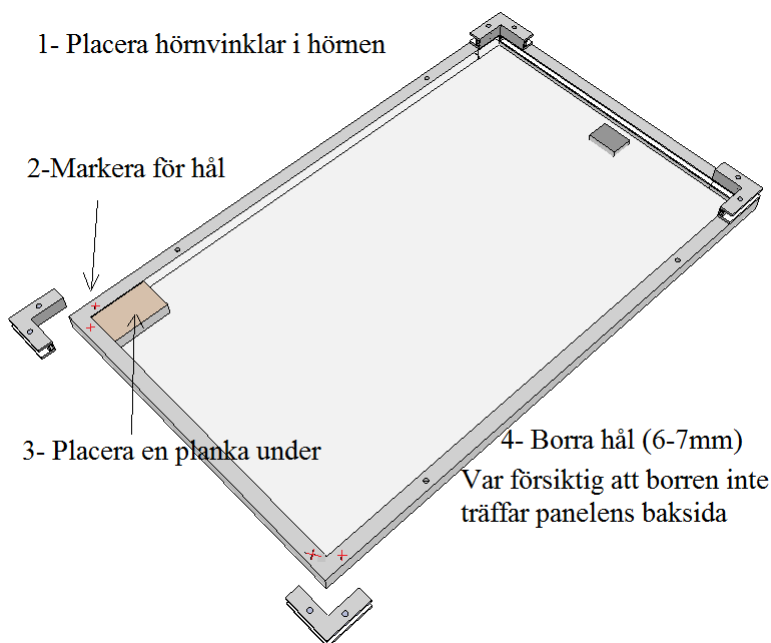 1- Placera hörnvinklar i hörnen
2-Markera för hål
3- Placera en planka under
4- Borra hål (6-7mm)
Var försiktig att borren inte
träffar panelens baksida